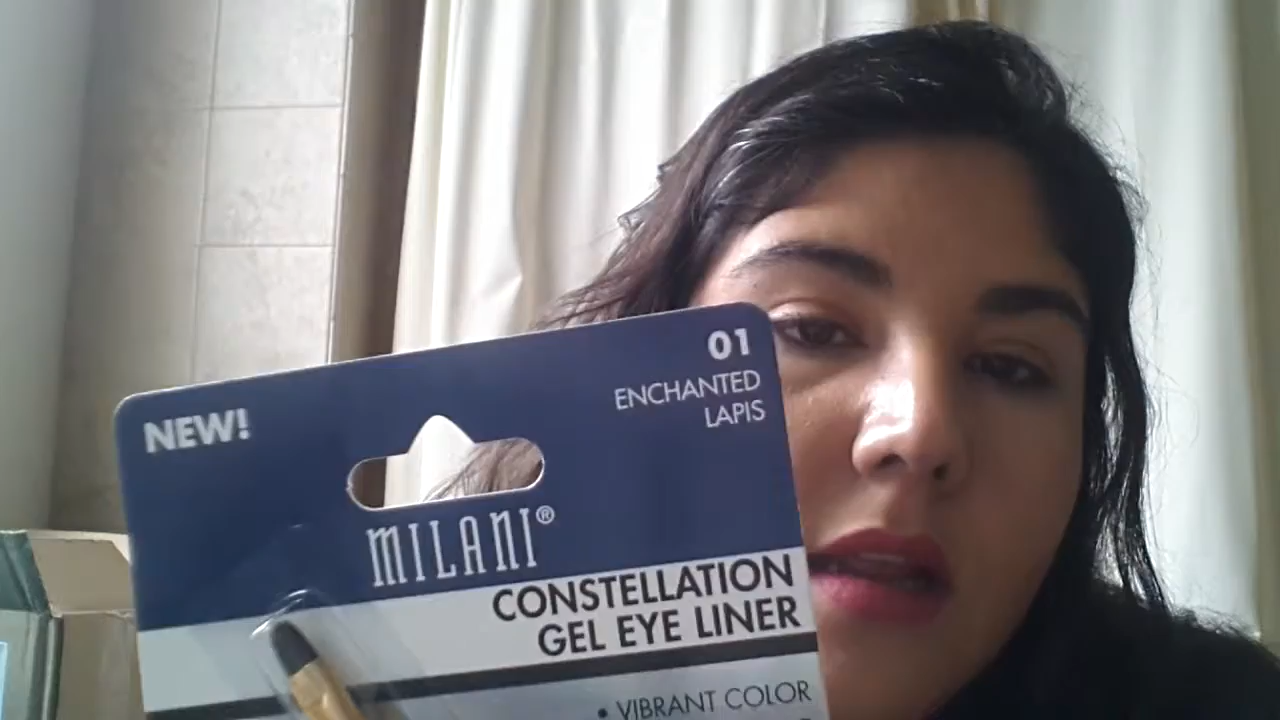 NEW!
01
ENCHANTED
LAPIS
MILANI®
CONSTELLATION
GEL EYE LINER
• VIBRANT COLOR